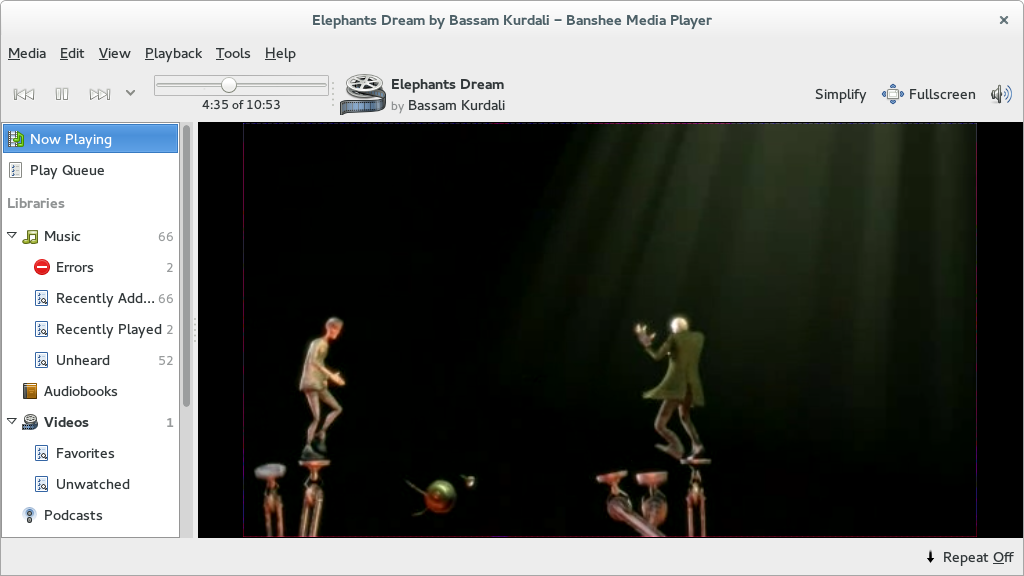 Elephants Dream by Bassam Kurdali – Banshee Media Player
Media Edit View Playback Tools Help
4:35 of 10:53
Elephants Dream
by Bassam Kurdali
Simplify
Fullscreen
Now Playing
Play Queue
Libraries
Music 66
Errors 2
Recently Add... 66
Recently Played 2
Unheard 52
Audiobooks
Videos 1
Favorites
Unwatched
Podcasts
Repeat Off